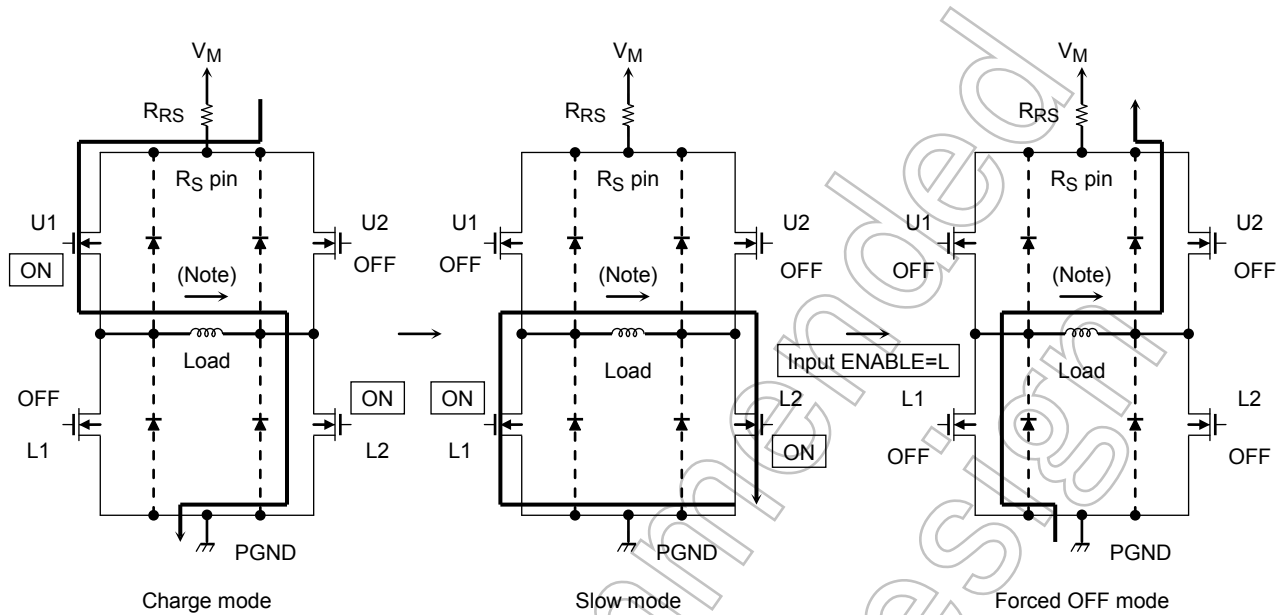 VM
RRS
RS pin
U1
ON
U2
OFF
(Note)
Load
OFF
L1
ON
L2
PGND
Charge mode
VM
RRS
RS pin
U1
OFF
U2
OFF
(Note)
Load
ON
L1
L2
ON
PGND
Slow mode
Input ENABLE=L
VM
RRS
RS pin
U1
OFF
U2
OFF
(Note)
Load
L1
OFF
L2
OFF
PGND
Forced OFF mode